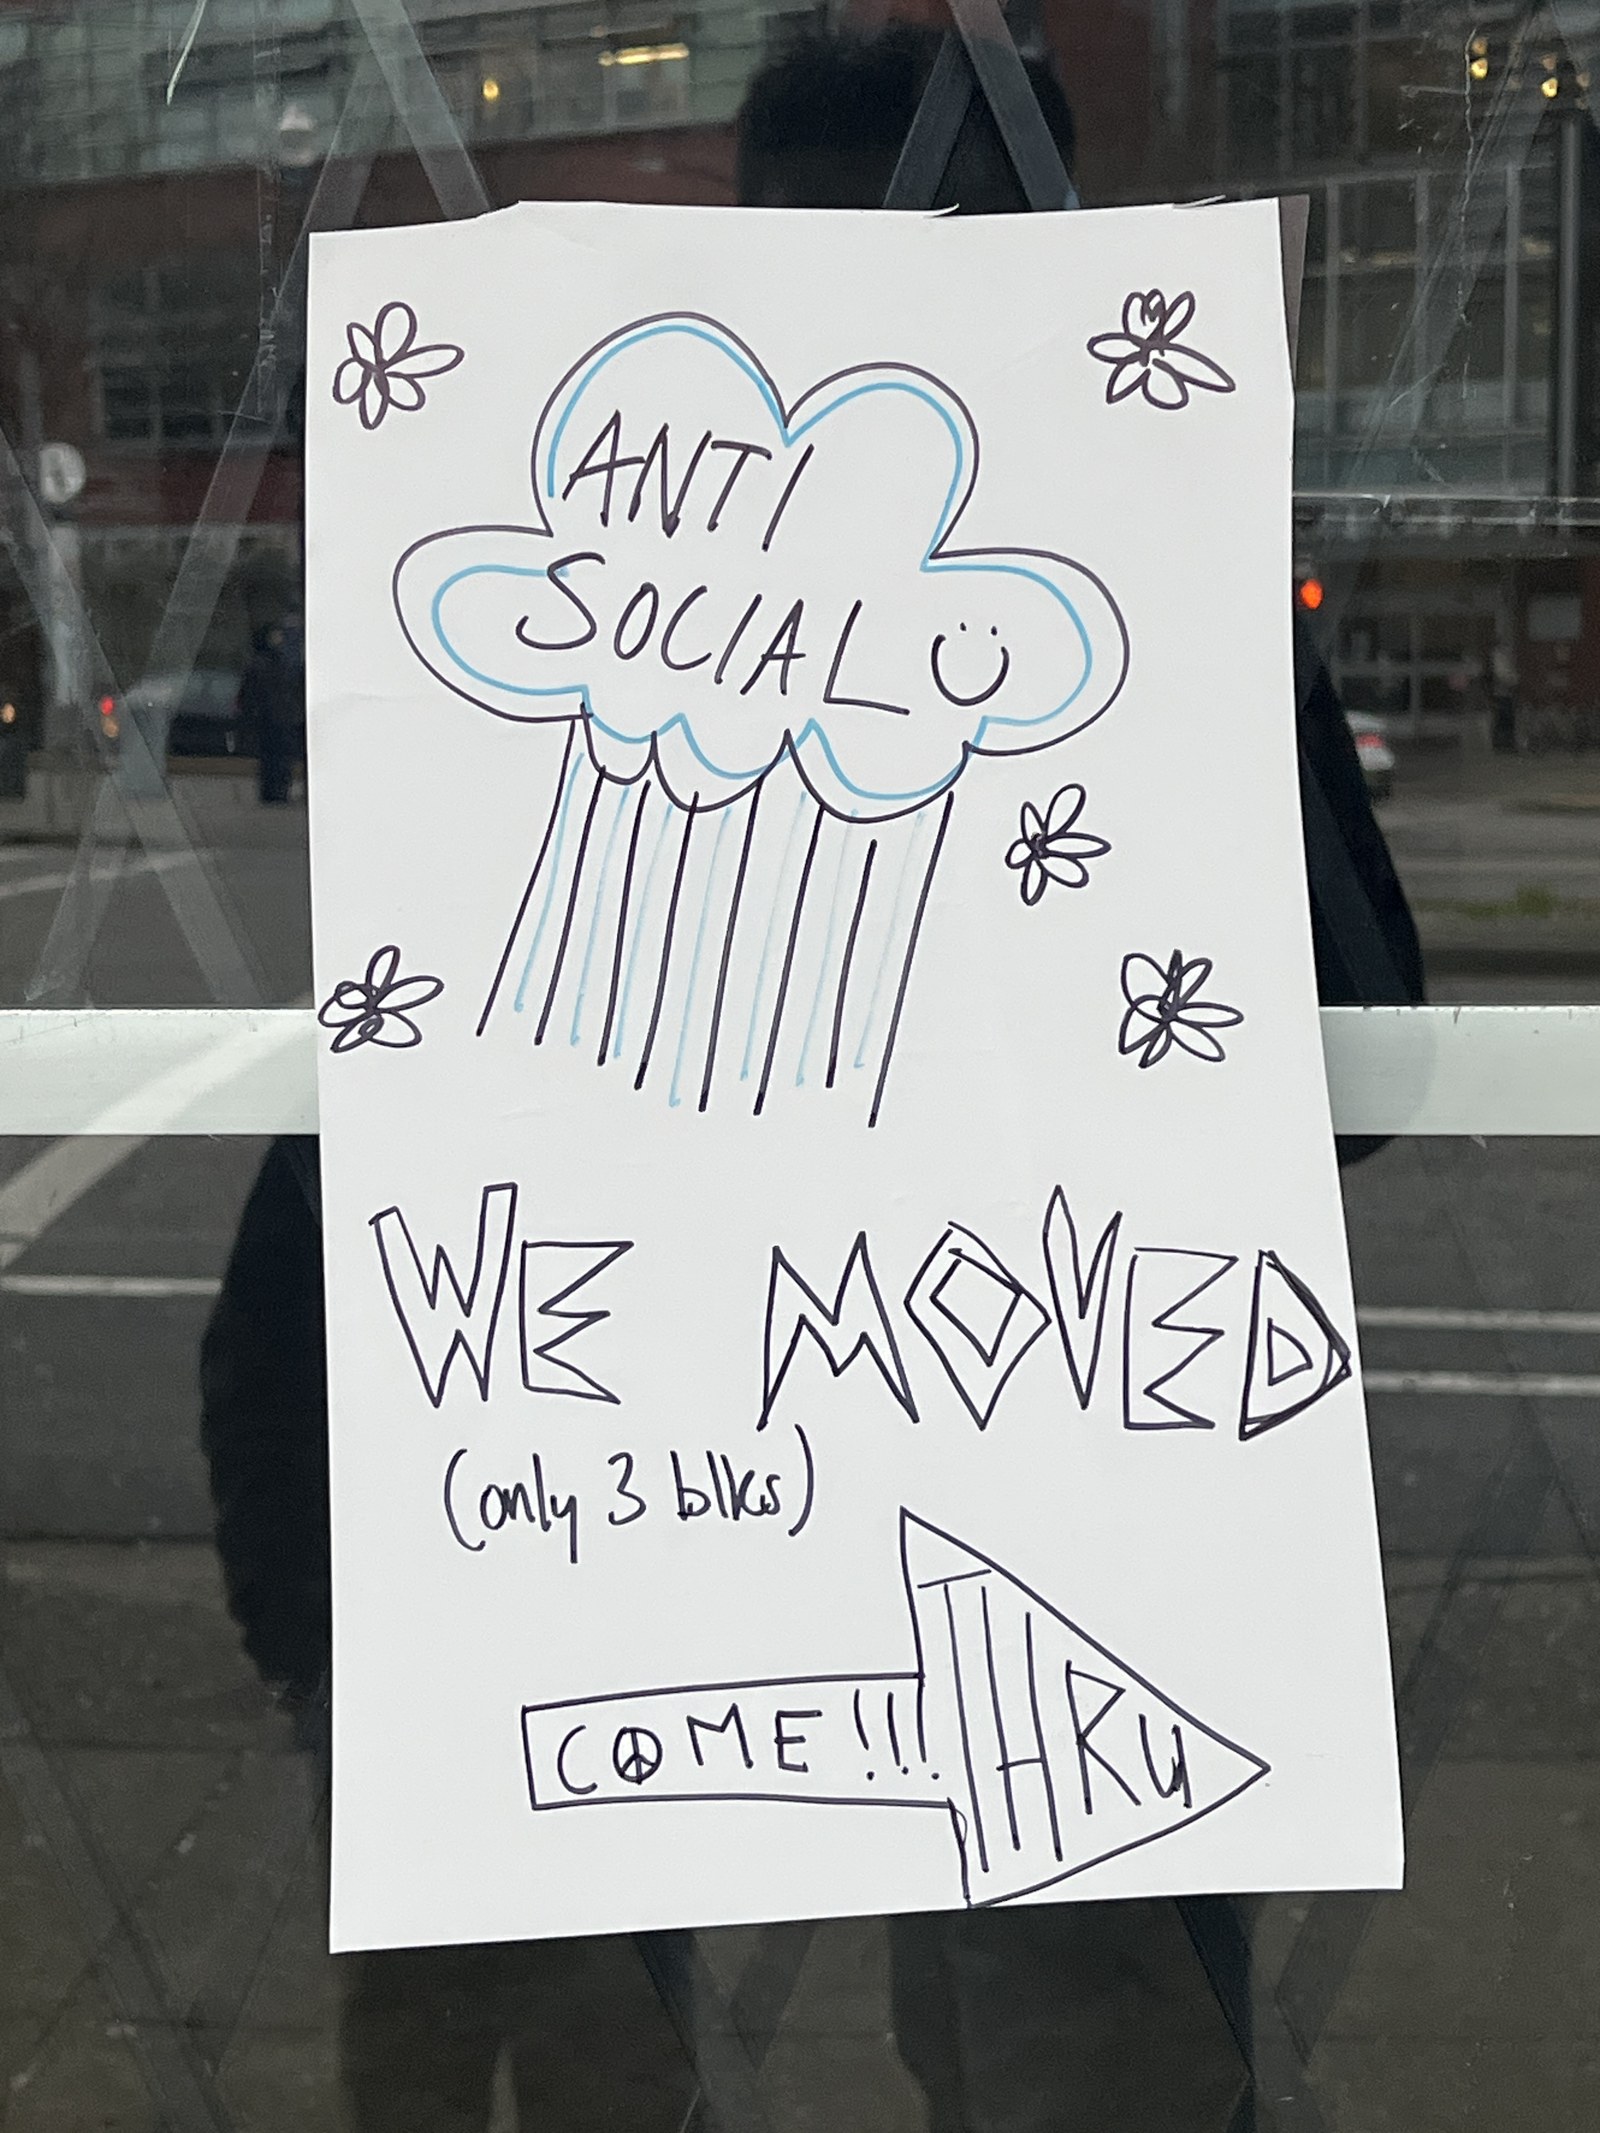 ANTI
SOCIAL
WE MOVED
(only 3 blks)
COME!!! THRU